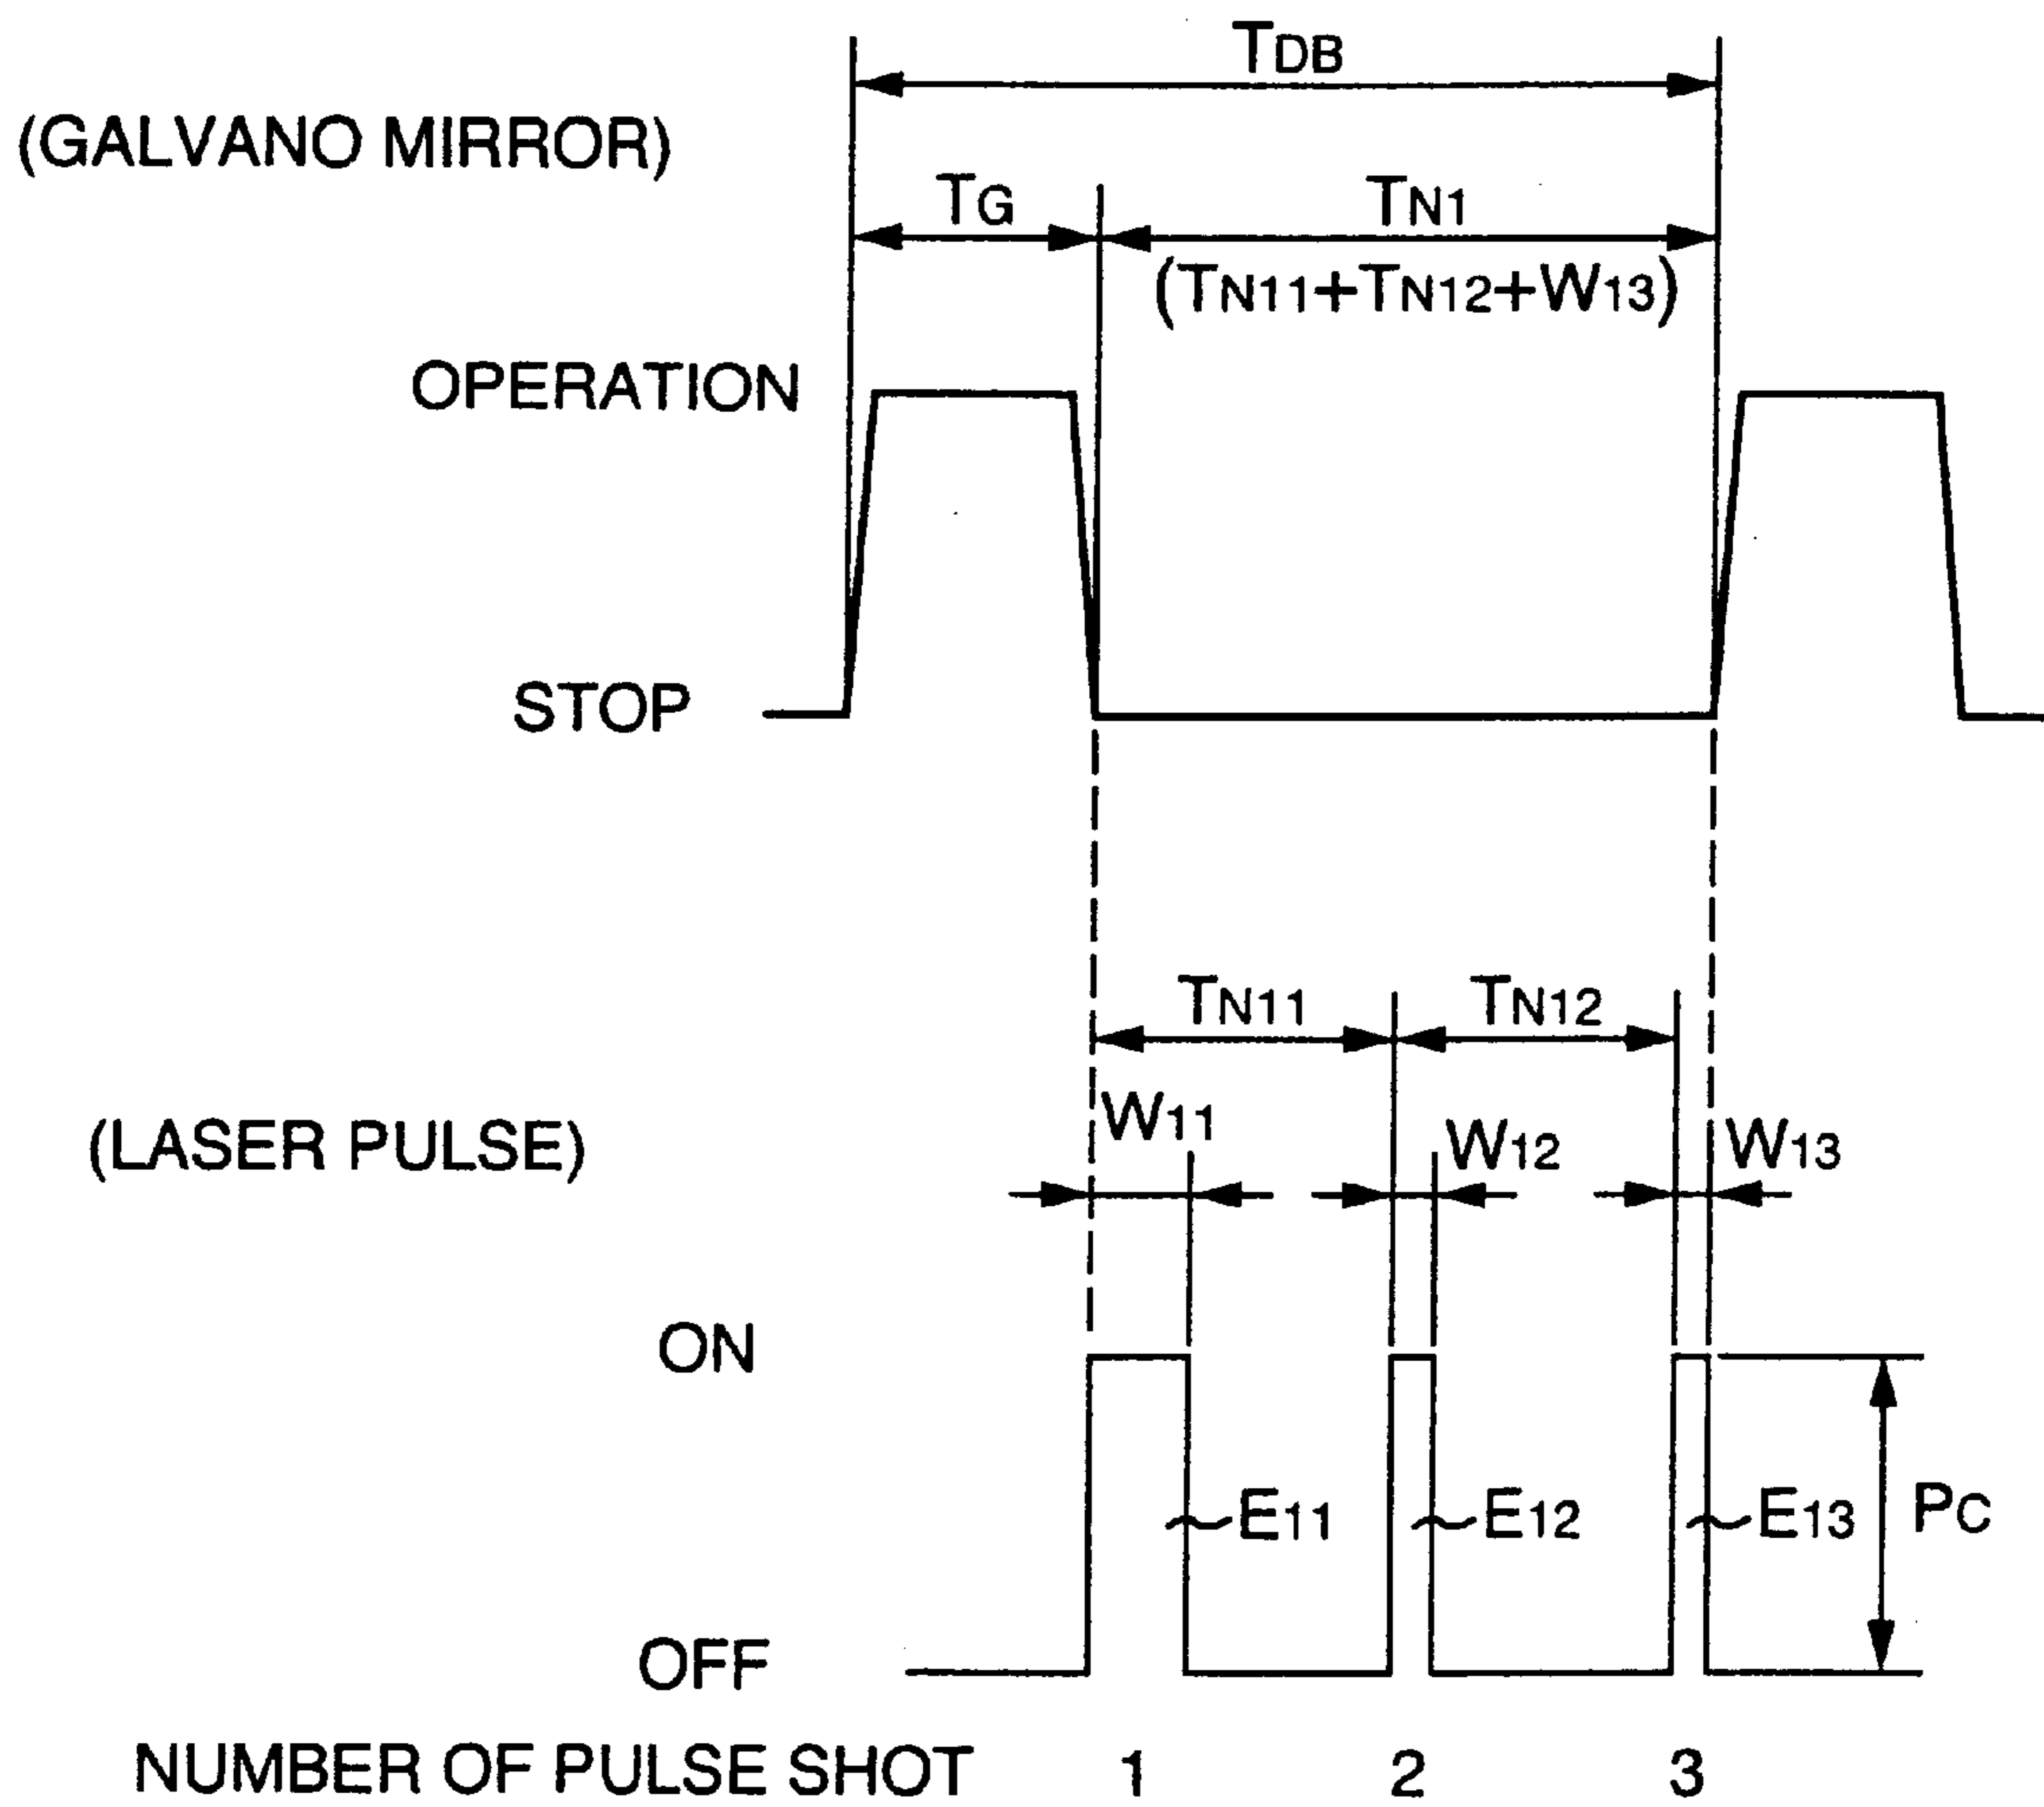 TDB
(GALVANO MIRROR)
TG
TN1
(TN11+TN12+W13)
OPERATION
STOP
TN11
TN12
(LASER PULSE)
W11
W12
W13
ON
E11
E12
E13
PC
OFF
NUMBER OF PULSE SHOT 1 2 3